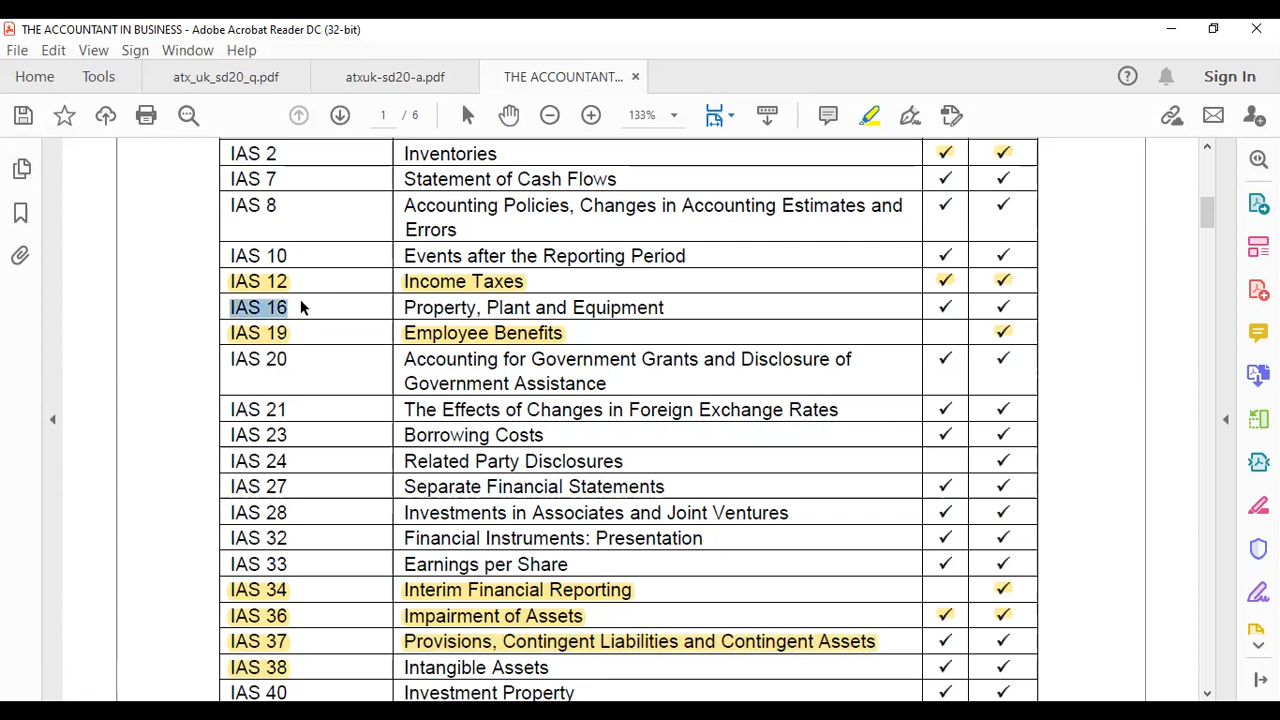 THE ACCOUNTANT IN BUSINESS - Adobe Acrobat Reader DC (32-bit)
File Edit View Sign Window Help
Home Tools atx_uk_sd20_q.pdf atxuk-sd20-a.pdf THE ACCOUNTANT... × Sign In
1 / 6 133%
IAS 2 Inventories ✓ ✓
IAS 7 Statement of Cash Flows ✓ ✓
IAS 8 Accounting Policies, Changes in Accounting Estimates and ✓ ✓
Errors
IAS 10 Events after the Reporting Period ✓ ✓
IAS 12 Income Taxes ✓ ✓
IAS 16 Property, Plant and Equipment ✓ ✓
IAS 19 Employee Benefits ✓
IAS 20 Accounting for Government Grants and Disclosure of ✓ ✓
Government Assistance
IAS 21 The Effects of Changes in Foreign Exchange Rates ✓ ✓
IAS 23 Borrowing Costs ✓ ✓
IAS 24 Related Party Disclosures ✓
IAS 27 Separate Financial Statements ✓ ✓
IAS 28 Investments in Associates and Joint Ventures ✓ ✓
IAS 32 Financial Instruments: Presentation ✓ ✓
IAS 33 Earnings per Share ✓ ✓
IAS 34 Interim Financial Reporting ✓
IAS 36 Impairment of Assets ✓ ✓
IAS 37 Provisions, Contingent Liabilities and Contingent Assets ✓ ✓
IAS 38 Intangible Assets ✓ ✓
IAS 40 Investment Property ✓ ✓